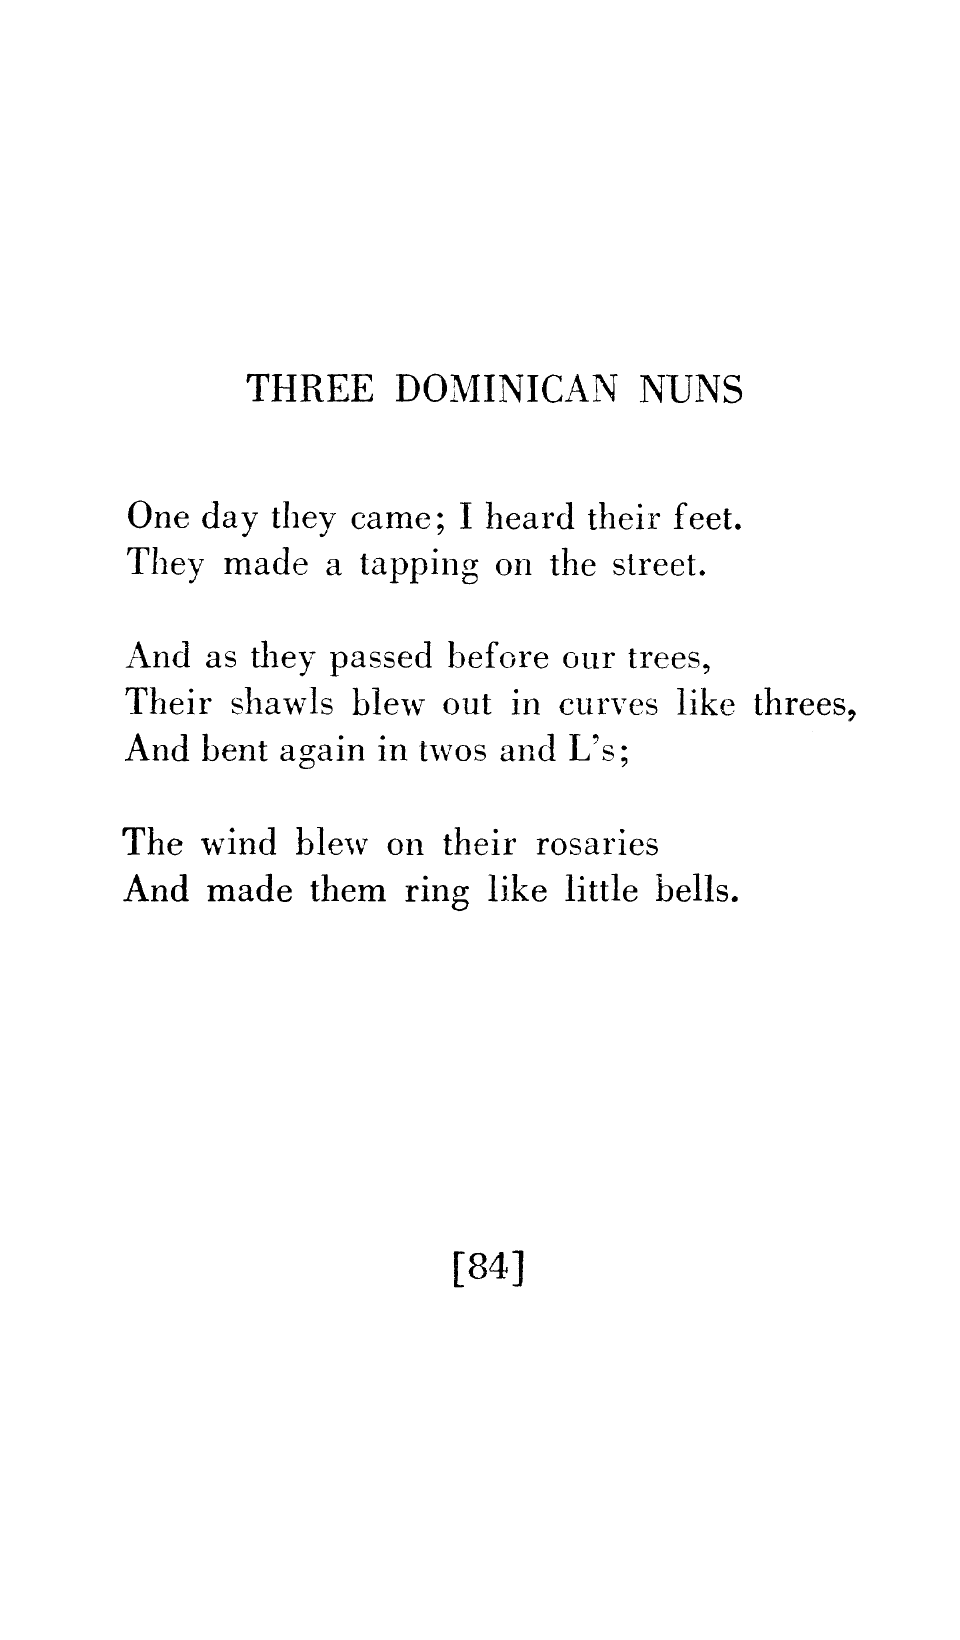 THREE DOMINICAN NUNS
One day they came; I heard their feet.
They made a tapping on the street.
And as they passed before our trees,
Their shawls blew out in curves like threes,
And bent again in twos and L's;
The wind blew on their rosaries
And made them ring like little bells.
[84]